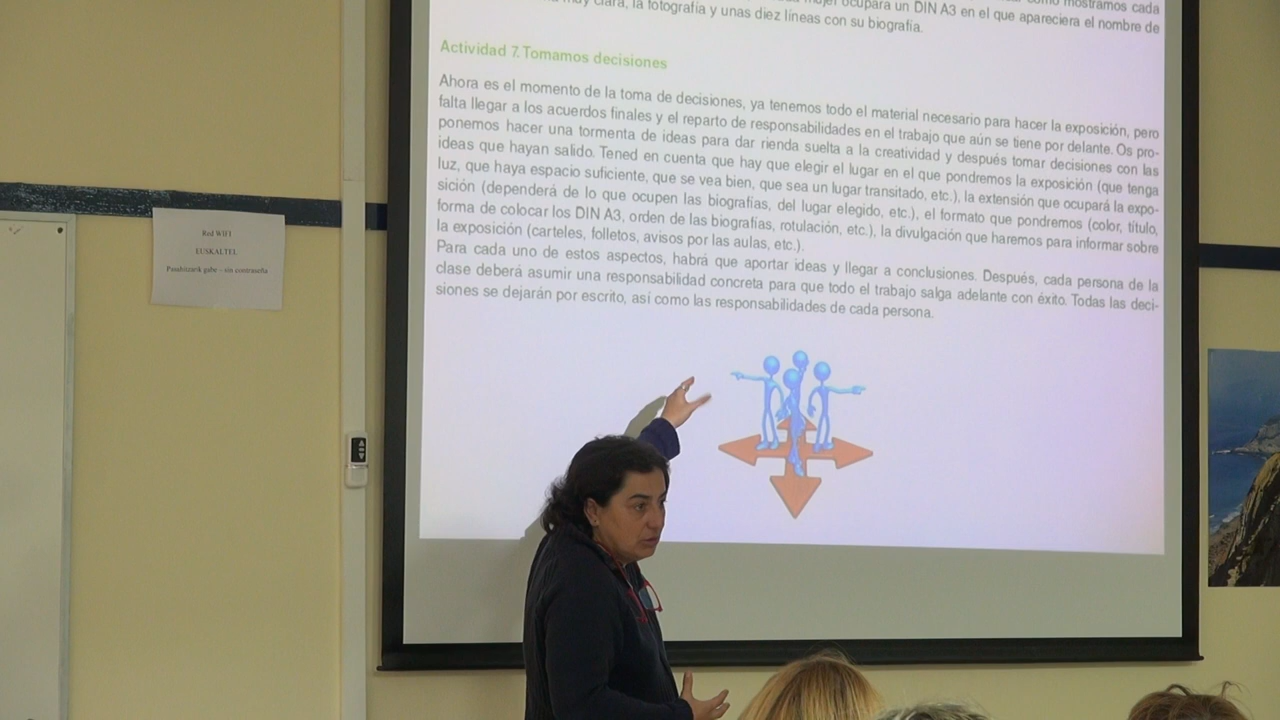 como mostramos cada
mujer ocupara un DIN A3 en el que apareciera el nombre de
muy clara, la fotografía y unas diez líneas con su biografía.
Actividad 7. Tomamos decisiones
Ahora es el momento de la toma de decisiones, ya tenemos todo el material necesario para hacer la exposición, pero
falta llegar a los acuerdos finales y el reparto de responsabilidades en el trabajo que aún se tiene por delante. Os pro-
ponemos hacer una tormenta de ideas para dar rienda suelta a la creatividad y después tomar decisiones con las
ideas que hayan salido. Tened en cuenta que hay que elegir el lugar en el que pondremos la exposición (que tenga
luz, que haya espacio suficiente, que se vea bien, que sea un lugar transitado, etc.), la extensión que ocupará la expo-
sición (dependerá de lo que ocupen las biografías, del lugar elegido, etc.), el formato que pondremos (color, título,
forma de colocar los DIN A3, orden de las biografías, rotulación, etc.), la divulgación que haremos para informar sobre
la exposición (carteles, folletos, avisos por las aulas, etc.).
Para cada uno de estos aspectos, habrá que aportar ideas y llegar a conclusiones. Después, cada persona de la
clase deberá asumir una responsabilidad concreta para que todo el trabajo salga adelante con éxito. Todas las deci-
siones se dejarán por escrito, así como las responsabilidades de cada persona.
Red WIFI
EUSKALTEL
Pasahitzarik gabe – sin contraseña